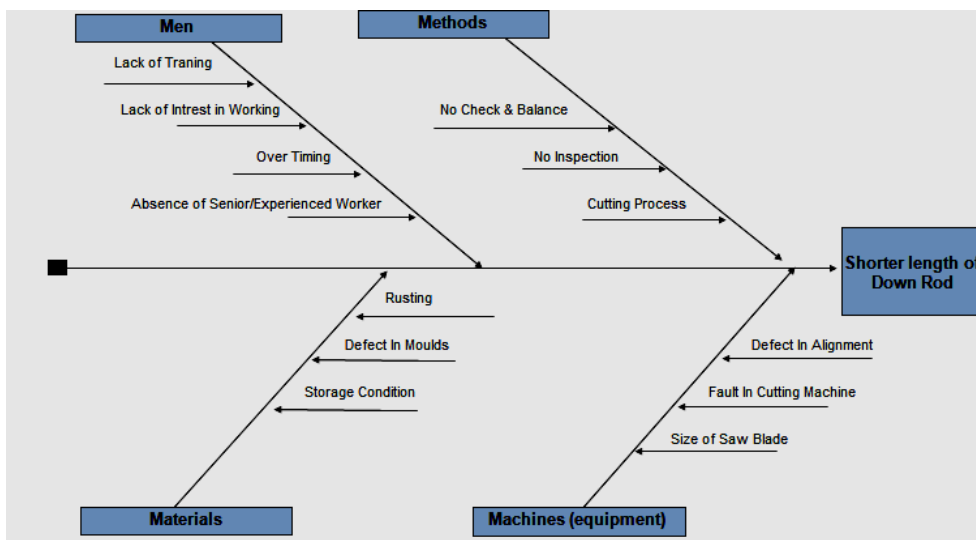 Men
Methods
Lack of Traning
Lack of Intrest in Working
Over Timing
Absence of Senior/Experienced Worker
No Check & Balance
No Inspection
Cutting Process
Shorter length of
Down Rod
Rusting
Defect In Moulds
Storage Condition
Defect In Alignment
Fault In Cutting Machine
Size of Saw Blade
Materials
Machines (equipment)